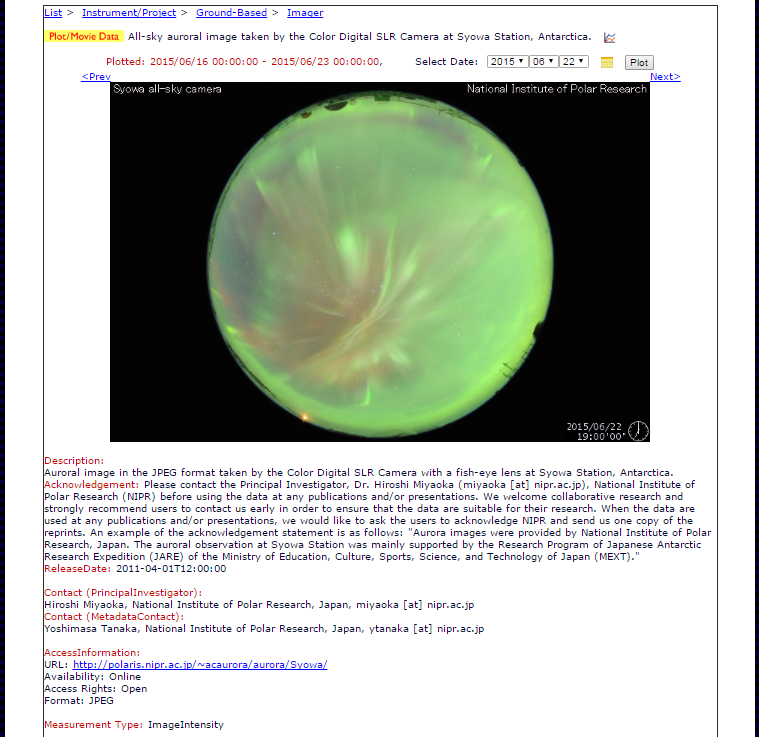 List > Instrument/Project > Ground-Based > Imager
Plot/Movie Data All-sky auroral image taken by the Color Digital SLR Camera at Syowa Station, Antarctica.
Plotted: 2015/06/16 00:00:00 - 2015/06/23 00:00:00, Select Date: 2015 06 22 Plot
<Prev Next>
Syowa all-sky camera National Institute of Polar Research
2015/06/22
19:00'00"
Description:
Auroral image in the JPEG format taken by the Color Digital SLR Camera with a fish-eye lens at Syowa Station, Antarctica.
Acknowledgement: Please contact the Principal Investigator, Dr. Hiroshi Miyaoka (miyaoka [at] nipr.ac.jp), National Institute of
Polar Research (NIPR) before using the data at any publications and/or presentations. We welcome collaborative research and
strongly recommend users to contact us early in order to ensure that the data are suitable for their research. When the data are
used at any publications and/or presentations, we would like to ask the users to acknowledge NIPR and send us one copy of the
reprints. An example of the acknowledgement statement is as follows: "Aurora images were provided by National Institute of Polar
Research, Japan. The auroral observation at Syowa Station was mainly supported by the Research Program of Japanese Antarctic
Research Expedition (JARE) of the Ministry of Education, Culture, Sports, Science, and Technology of Japan (MEXT)."
ReleaseDate: 2011-04-01T12:00:00
Contact (PrincipalInvestigator):
Hiroshi Miyaoka, National Institute of Polar Research, Japan, miyaoka [at] nipr.ac.jp
Contact (MetadataContact):
Yoshimasa Tanaka, National Institute of Polar Research, Japan, ytanaka [at] nipr.ac.jp
AccessInformation:
URL: http://polaris.nipr.ac.jp/~acaurora/aurora/Syowa/
Availability: Online
Access Rights: Open
Format: JPEG
Measurement Type: ImageIntensity